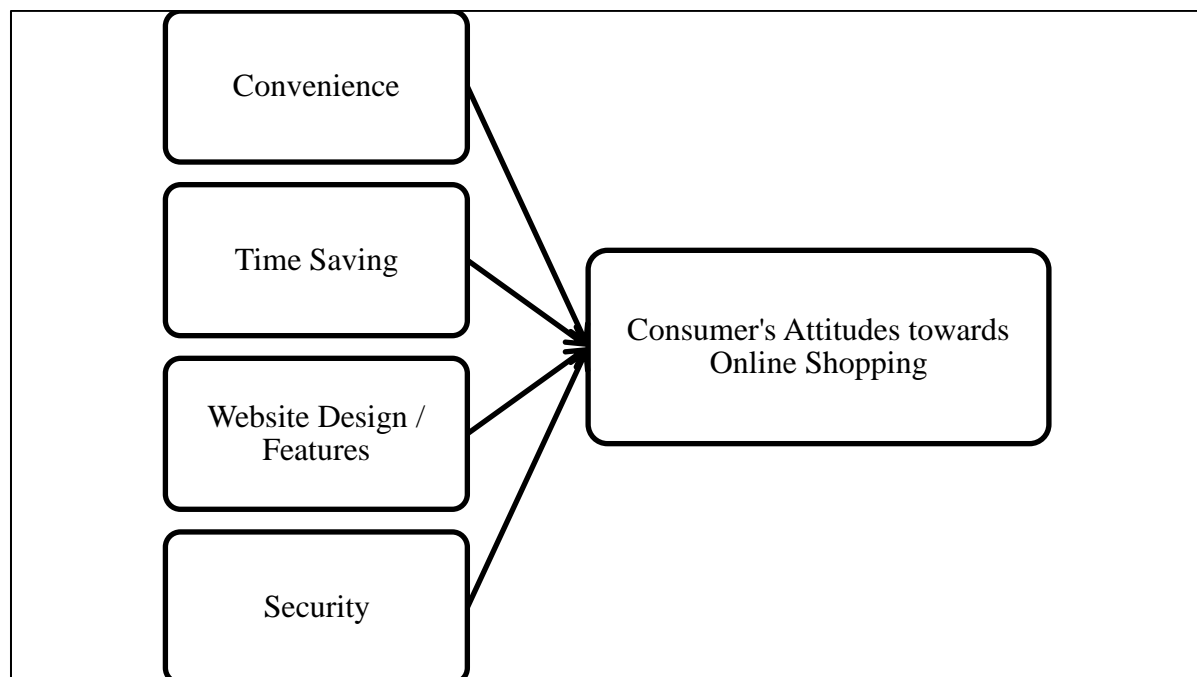 Convenience
Time Saving
Website Design /
Features
Security
Consumer's Attitudes towards
Online Shopping